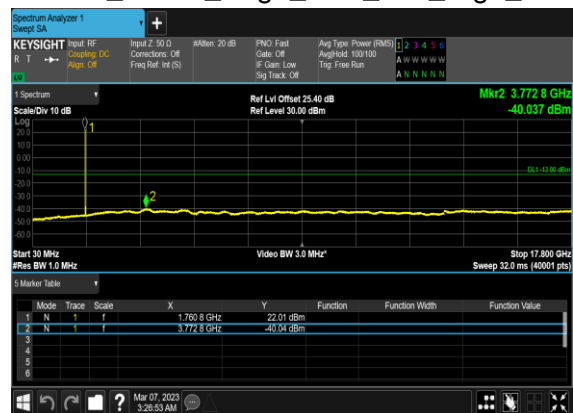 Spectrum Analyzer 1
Swept SA
+
KEYSIGHT Input: RF Input Z: 50 Ω #Atten: 20 dB PNO: Fast Avg Type: Power (RMS) 1 2 3 4 5 6
R T Coupling: DC Corrections: Off Gate: Off Avg|Hold: 100/100 A W W W W W
Align: Off Freq Ref: Int (S) IF Gain: Low Trig: Free Run
LM Sig Track: Off A N N N N N
1 Spectrum Ref Lvl Offset 25.40 dB Mkr2 3.772 8 GHz
Scale/Div 10 dB Ref Level 30.00 dBm -40.037 dBm
Log
1
20.0
10.0
0.00
-10.0
DL1 -13.00 dBm
-20.0
-30.0
2
-40.0
-50.0
-60.0
Start 30 MHz Video BW 3.0 MHz* Stop 17.800 GHz
#Res BW 1.0 MHz Sweep 32.0 ms (40001 pts)
5 Marker Table
Mode Trace Scale X Y Function Function Width Function Value
1 N 1 f 1.760 8 GHz 22.01 dBm
2 N 1 f 3.772 8 GHz -40.04 dBm
3
4
5
6
? Mar 07, 2023
3:26:53 AM